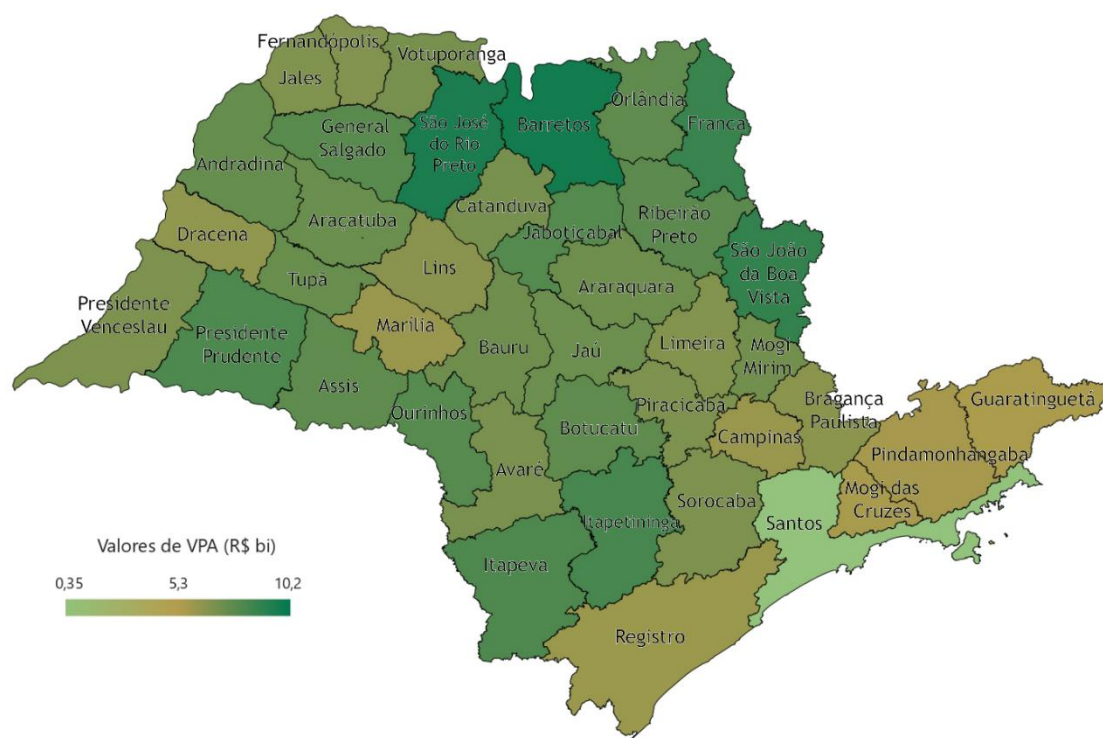 Fernandópolis
Votuporanga
Jales
Orlândia
General
Salgado
São José
do Rio
Preto
Barretos
Franca
Andradina
Catanduva
Araçatuba
Ribeirão
Preto
Dracena
Jaboticabal
São João
da Boa
Vista
Lins
Tupã
Araraquara
Presidente
Venceslau
Marília
Presidente
Prudente
Bauru
Jaú
Limeira
Mogi
Mirim
Assis
Ourinhos
Piracicaba
Bragança
Paulista
Guaratinguetá
Botucatu
Campinas
Pindamonhangaba
Avaré
Sorocaba
Mogi das
Cruzes
Itapetininga
Santos
Valores de VPA (R$ bi)
Itapeva
0,35 5,3 10,2
Registro